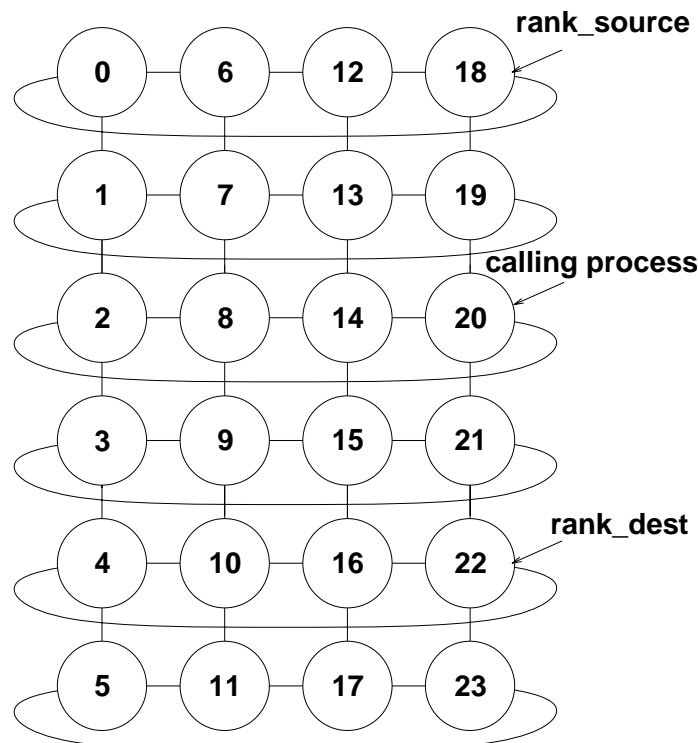 rank_source
0 6 12 18
1 7 13 19
calling process
2 8 14 20
3 9 15 21
rank_dest
4 10 16 22
5 11 17 23